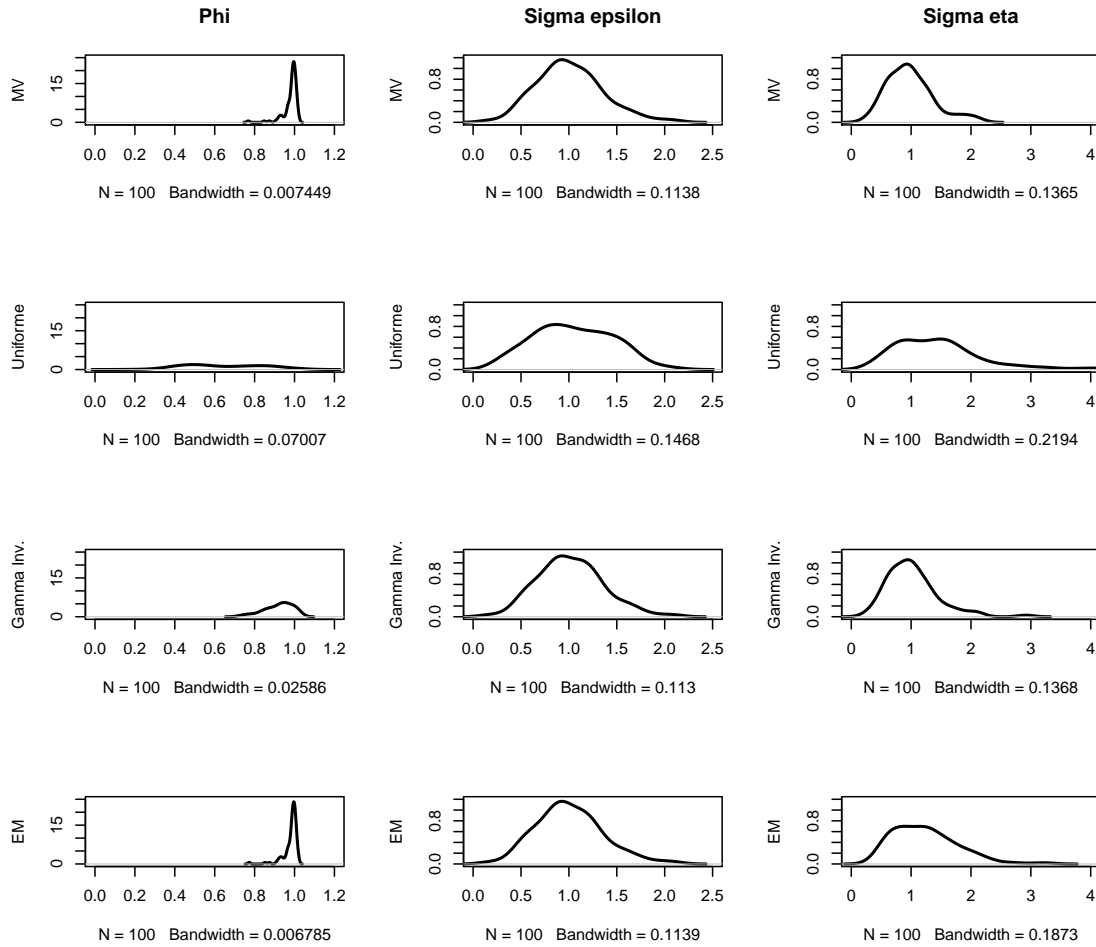 Phi Sigma epsilon Sigma eta
MV
0 15
0.0 0.2 0.4 0.6 0.8 1.0 1.2
N = 100 Bandwidth = 0.007449
MV
0.0 0.8
0.0 0.5 1.0 1.5 2.0 2.5
N = 100 Bandwidth = 0.1138
MV
0.0 0.8
0 1 2 3 4
N = 100 Bandwidth = 0.1365
Uniforme
0 15
0.0 0.2 0.4 0.6 0.8 1.0 1.2
N = 100 Bandwidth = 0.07007
Uniforme
0.0 0.8
0.0 0.5 1.0 1.5 2.0 2.5
N = 100 Bandwidth = 0.1468
Uniforme
0.0 0.8
0 1 2 3 4
N = 100 Bandwidth = 0.2194
Gamma Inv.
0 15
0.0 0.2 0.4 0.6 0.8 1.0 1.2
N = 100 Bandwidth = 0.02586
Gamma Inv.
0.0 0.8
0.0 0.5 1.0 1.5 2.0 2.5
N = 100 Bandwidth = 0.113
Gamma Inv.
0.0 0.8
0 1 2 3 4
N = 100 Bandwidth = 0.1368
EM
0 15
0.0 0.2 0.4 0.6 0.8 1.0 1.2
N = 100 Bandwidth = 0.006785
EM
0.0 0.8
0.0 0.5 1.0 1.5 2.0 2.5
N = 100 Bandwidth = 0.1139
EM
0.0 0.8
0 1 2 3 4
N = 100 Bandwidth = 0.1873